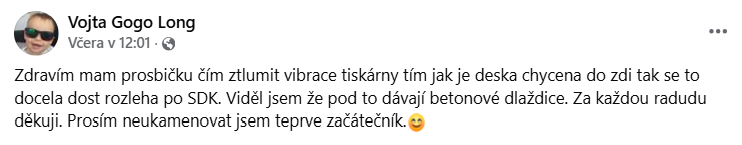 Vojta Gogo Long
Včera v 12:01 ·
Zdravím mam prosbičku čím ztlumit vibrace tiskárny tím jak je deska chycena do zdi tak se to
docela dost rozleha po SDK. Viděl jsem že pod to dávají betonové dlaždice. Za každou radudu
děkuji. Prosím neukamenovat jsem teprve začátečník.😊